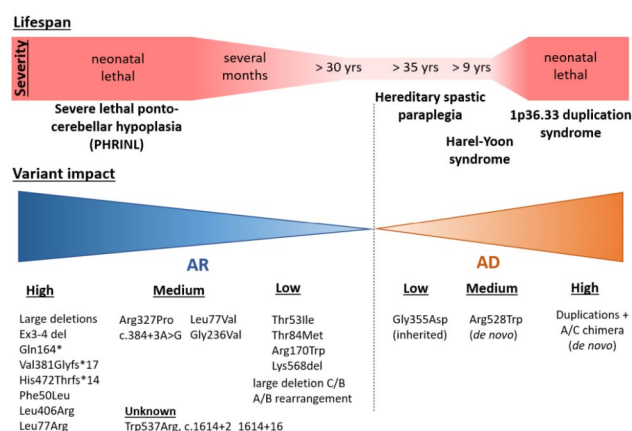 Lifespan
Severity
neonatal
lethal
several
months
> 30 yrs
> 35 yrs
> 9 yrs
neonatal
lethal
Severe lethal ponto-
cerebellar hypoplasia
(PHRINL)
Hereditary spastic
paraplegia
Harel-Yoon
syndrome
1p36.33 duplication
syndrome
Variant impact
AR
AD
High
Large deletions
Ex3-4 del
Gln164*
Val381Glyfs*17
His472Thrfs*14
Phe50Leu
Leu406Arg
Leu77Arg
Medium
Arg327Pro Leu77Val
c.384+3A>G Gly236Val
Unknown
Trp537Arg, c.1614+2_1614+16
Low
Thr53Ile
Thr84Met
Arg170Trp
Lys568del
large deletion C/B
A/B rearrangement
Low
Gly355Asp
(inherited)
Medium
Arg528Trp
(de novo)
High
Duplications +
A/C chimera
(de novo)